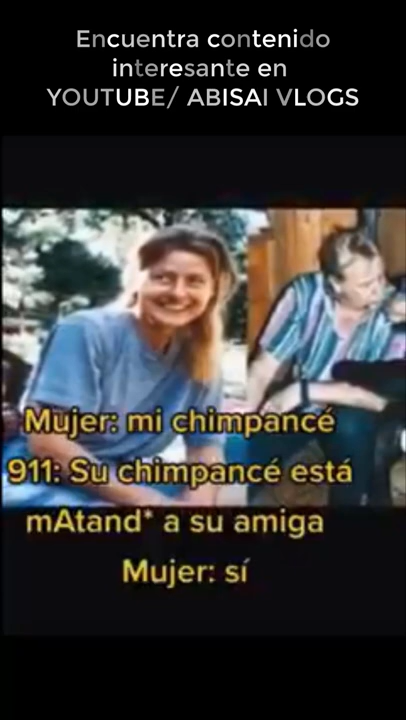 Encuentra contenido
interesante en
YOUTUBE/ ABISAI VLOGS
Mujer: mi chimpancé
911: Su chimpancé está
mAtand* a su amiga
Mujer: sí